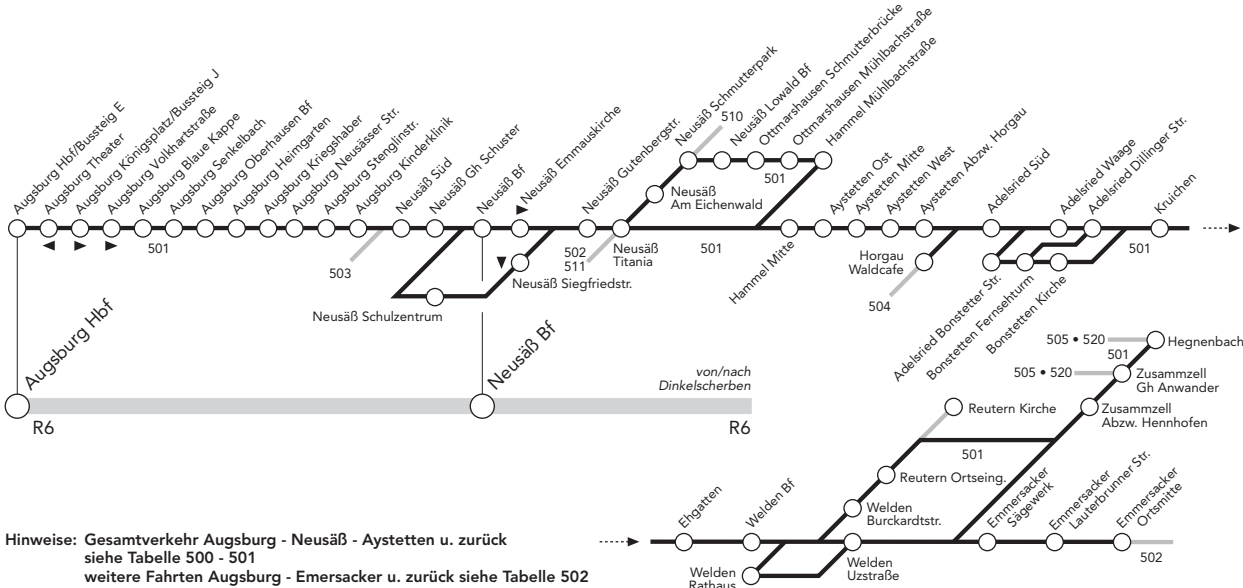 Augsburg Hbf/Bussteig E
Augsburg Theater
Augsburg Königsplatz/Bussteig J
Augsburg Volkhartstraße
Augsburg Blaue Kappe
Augsburg Senkelbach
Augsburg Oberhausen Bf
Augsburg Heimgarten
Augsburg Kriegshaber
Augsburg Neusässer Str.
Augsburg Stenglinstr.
Augsburg Kinderklinik
Neusäß Süd
Neusäß Gh Schuster
Neusäß Bf
Neusäß Emmauskirche
Neusäß Gutenbergstr.
Neusäß Schmutterpark
510
Neusäß Lowald Bf
Ottmarshausen Schmutterbrücke
Ottmarshausen Mühlbachstraße
Hammel Mühlbachstraße
501
Neusäß
Am Eichenwald
Aystetten Ost
Aystetten Mitte
Aystetten West
Aystetten Abzw. Horgau
Adelsried Süd
Adelsried Waage
Adelsried Dillinger Str.
Kruichen
501
503
502
511
Neusäß
Titania
501
Hammel Mitte
Horgau
Waldcafe
504
501
Neusäß Siegfriedstr.
Neusäß Schulzentrum
Adelsried Bonstetter Str.
Bonstetten Fernsehturm
Bonstetten Kirche
Augsburg Hbf
Neusäß Bf
von/nach
Dinkelscherben
R6
R6
505 • 520
Hegnenbach
501
505 • 520
Zusammzell
Gh Anwander
Zusammzell
Abzw. Hennhofen
Reutern Kirche
501
Reutern Ortseing.
Welden
Burckardtstr.
Ehgatten
Welden Bf
Welden
Rathaus
Welden
Uzstraße
Emmersacker
Sägewerk
Emmersacker
Lauterbrunner Str.
Emmersacker
Ortsmitte
502
Hinweise: Gesamtverkehr Augsburg - Neusäß - Aystetten u. zurück
siehe Tabelle 500 - 501
weitere Fahrten Augsburg - Emersacker u. zurück siehe Tabelle 502